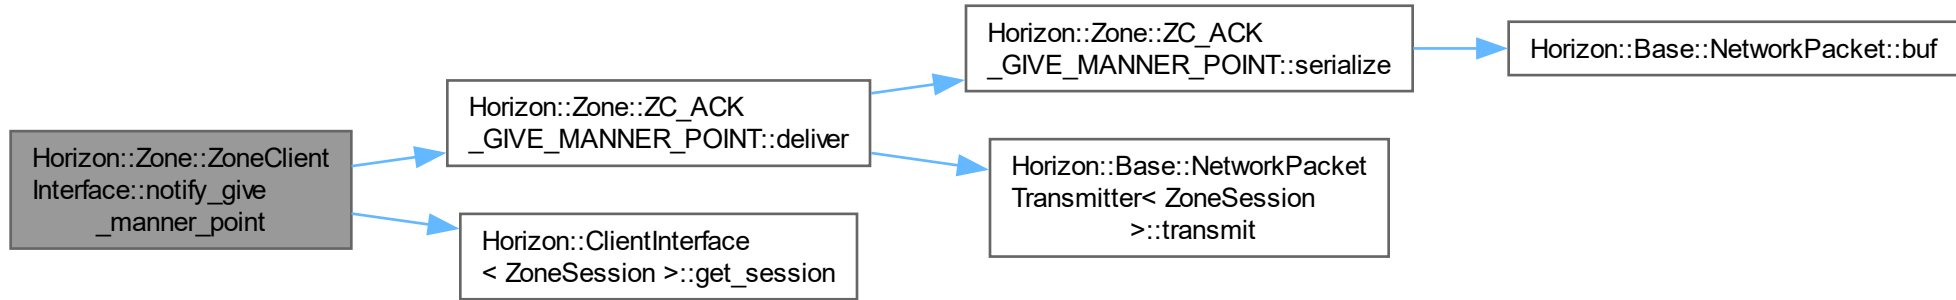 Horizon::Zone::ZoneClient
Interface::notify_give
_manner_point
Horizon::Zone::ZC_ACK
_GIVE_MANNER_POINT::deliver
Horizon::ClientInterface
< ZoneSession >::get_session
Horizon::Zone::ZC_ACK
_GIVE_MANNER_POINT::serialize
Horizon::Base::NetworkPacket
Transmitter< ZoneSession
>::transmit
Horizon::Base::NetworkPacket::buf